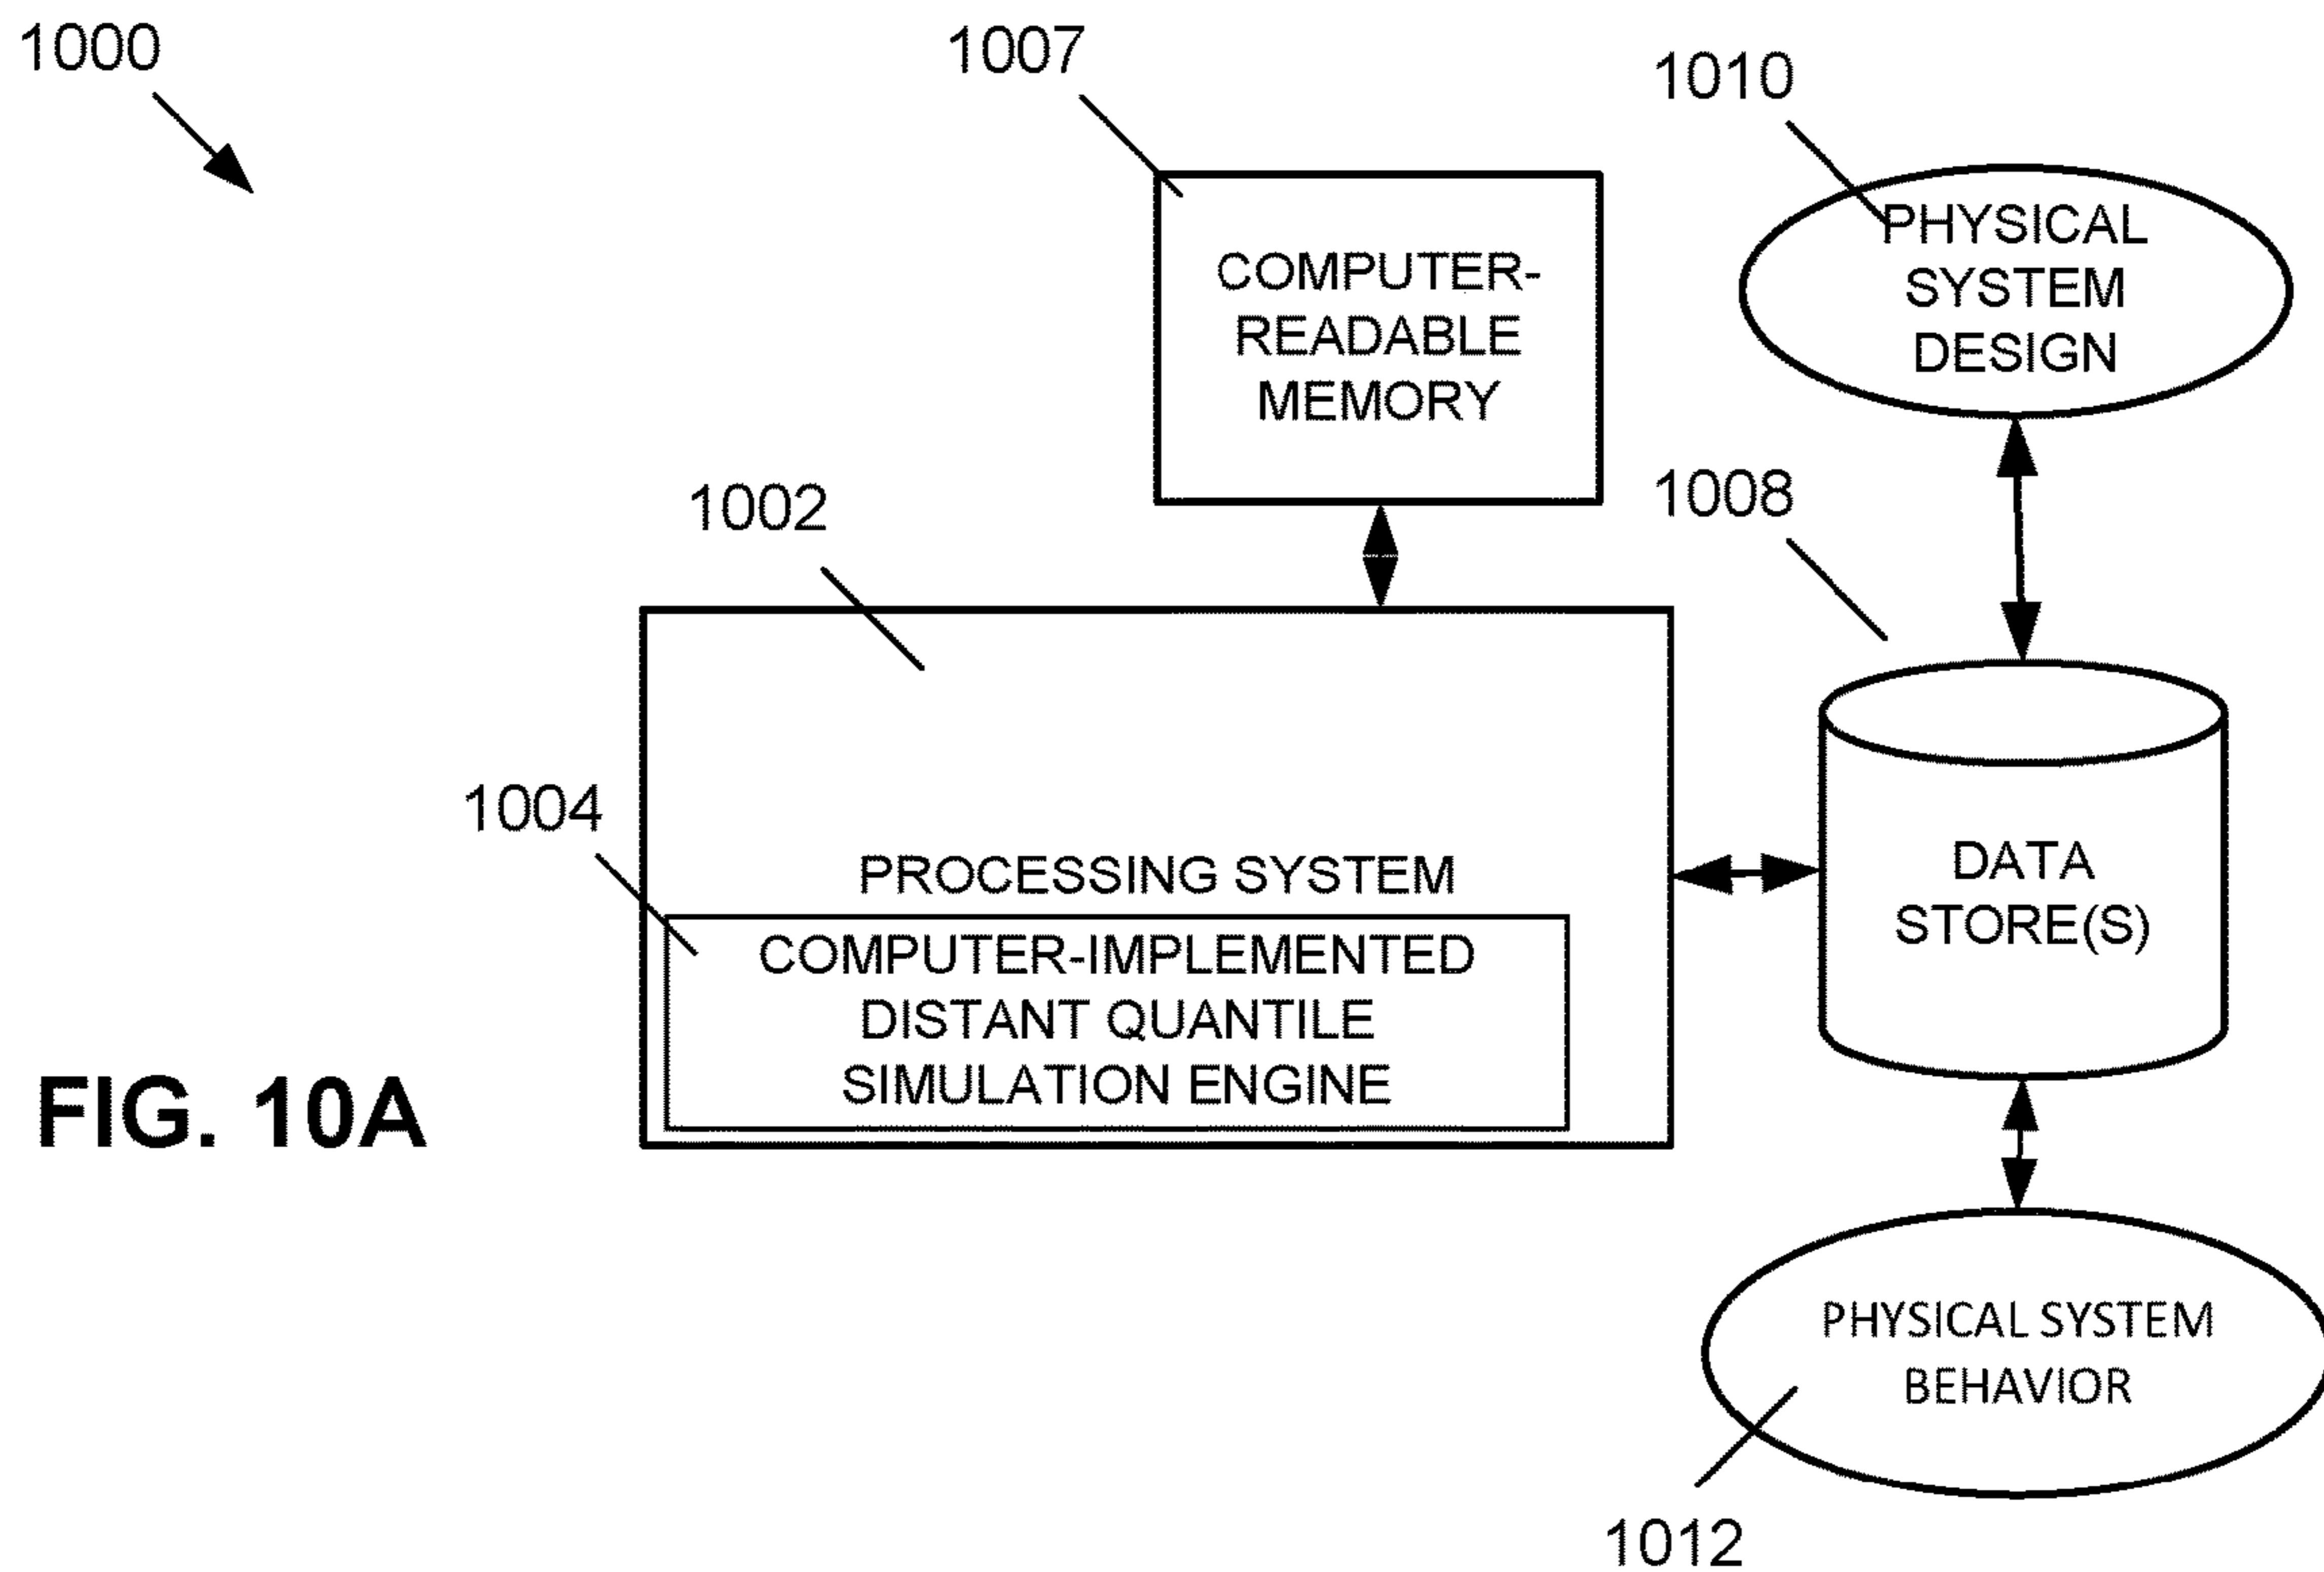 1000
1007
1010
COMPUTER-
READABLE
MEMORY
PHYSICAL
SYSTEM
DESIGN
1002
1008
1004
PROCESSING SYSTEM
COMPUTER-IMPLEMENTED
DISTANT QUANTILE
SIMULATION ENGINE
DATA
STORE(S)
FIG. 10A
PHYSICAL SYSTEM
BEHAVIOR
1012